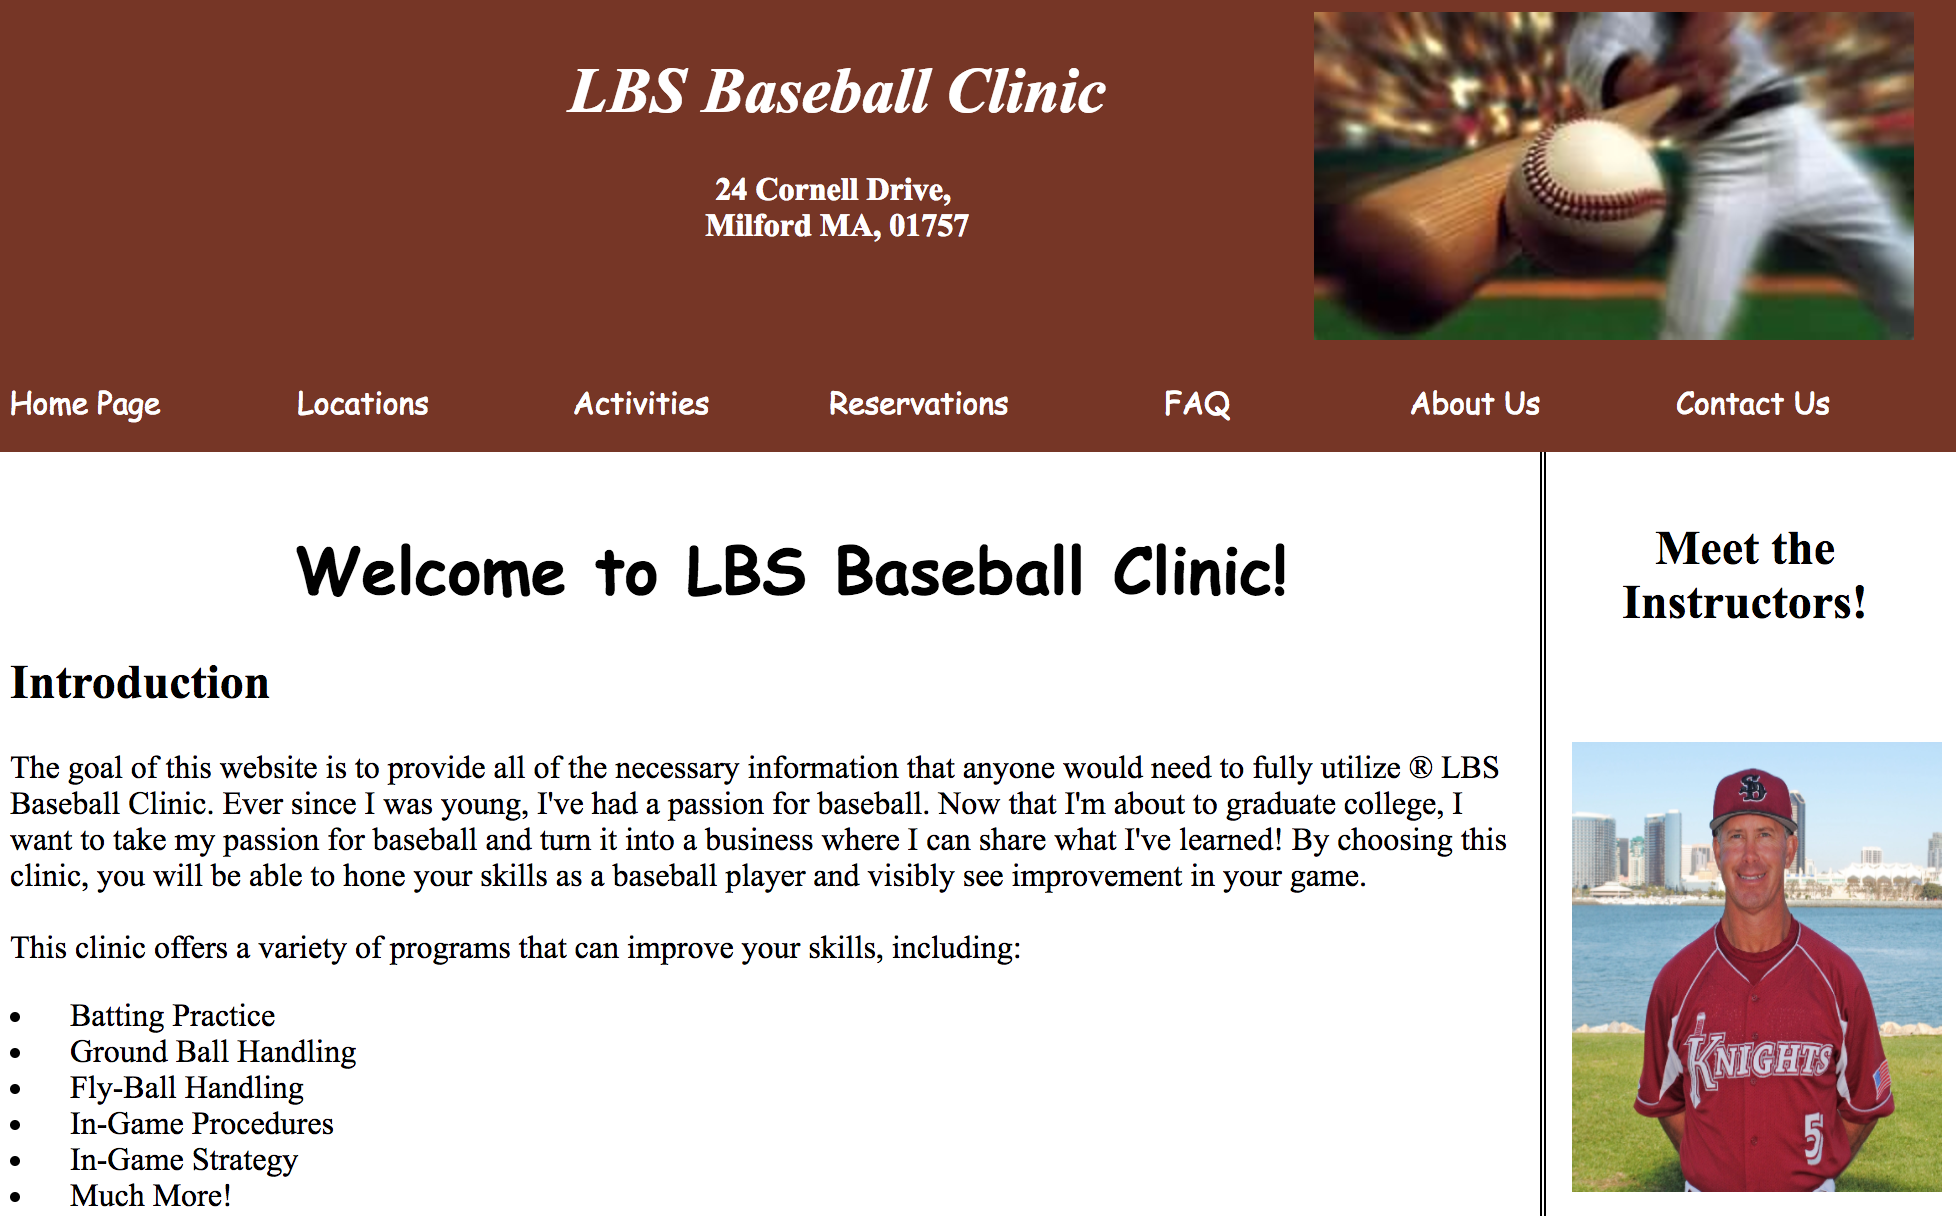 LBS Baseball Clinic
24 Cornell Drive,
Milford MA, 01757
Home Page Locations Activities Reservations FAQ About Us Contact Us
Welcome to LBS Baseball Clinic!
Introduction
The goal of this website is to provide all of the necessary information that anyone would need to fully utilize ® LBS
Baseball Clinic. Ever since I was young, I've had a passion for baseball. Now that I'm about to graduate college, I
want to take my passion for baseball and turn it into a business where I can share what I've learned! By choosing this
clinic, you will be able to hone your skills as a baseball player and visibly see improvement in your game.
This clinic offers a variety of programs that can improve your skills, including:
• Batting Practice
• Ground Ball Handling
• Fly-Ball Handling
• In-Game Procedures
• In-Game Strategy
• Much More!
Meet the
Instructors!
SD
KNIGHTS
5